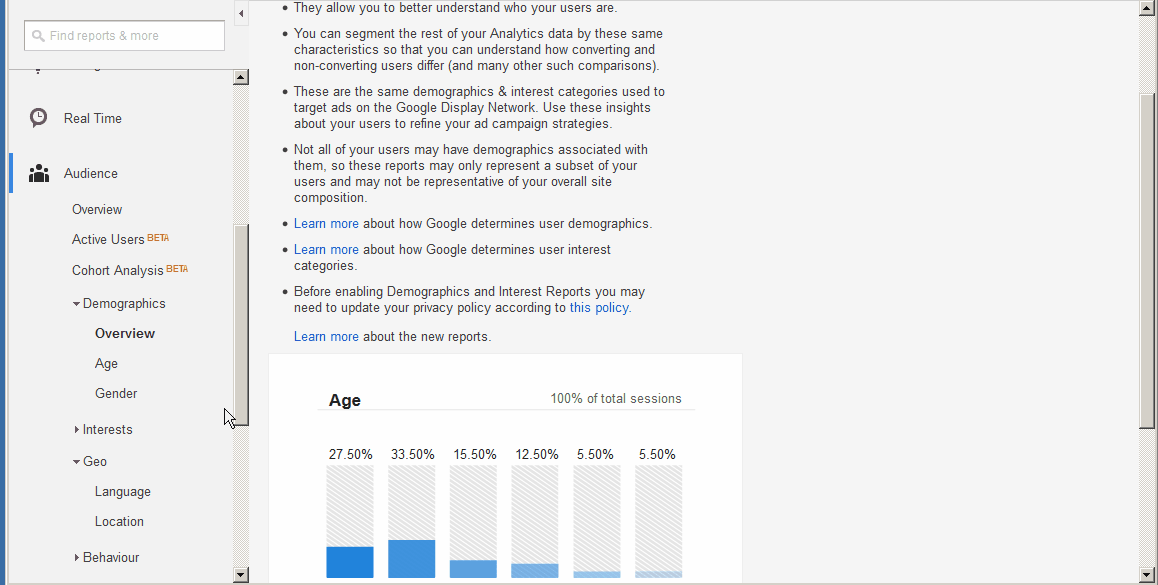 Find reports & more
Real Time
Audience
Overview
Active Users BETA
Cohort Analysis BETA
Demographics
Overview
Age
Gender
Interests
Geo
Language
Location
Behaviour
They allow you to better understand who your users are.
You can segment the rest of your Analytics data by these same
characteristics so that you can understand how converting and
non-converting users differ (and many other such comparisons).
These are the same demographics & interest categories used to
target ads on the Google Display Network. Use these insights
about your users to refine your ad campaign strategies.
Not all of your users may have demographics associated with
them, so these reports may only represent a subset of your
users and may not be representative of your overall site
composition.
Learn more about how Google determines user demographics.
Learn more about how Google determines user interest
categories.
Before enabling Demographics and Interest Reports you may
need to update your privacy policy according to this policy.
Learn more about the new reports.
Age 100% of total sessions
27.50% 33.50% 15.50% 12.50% 5.50% 5.50%